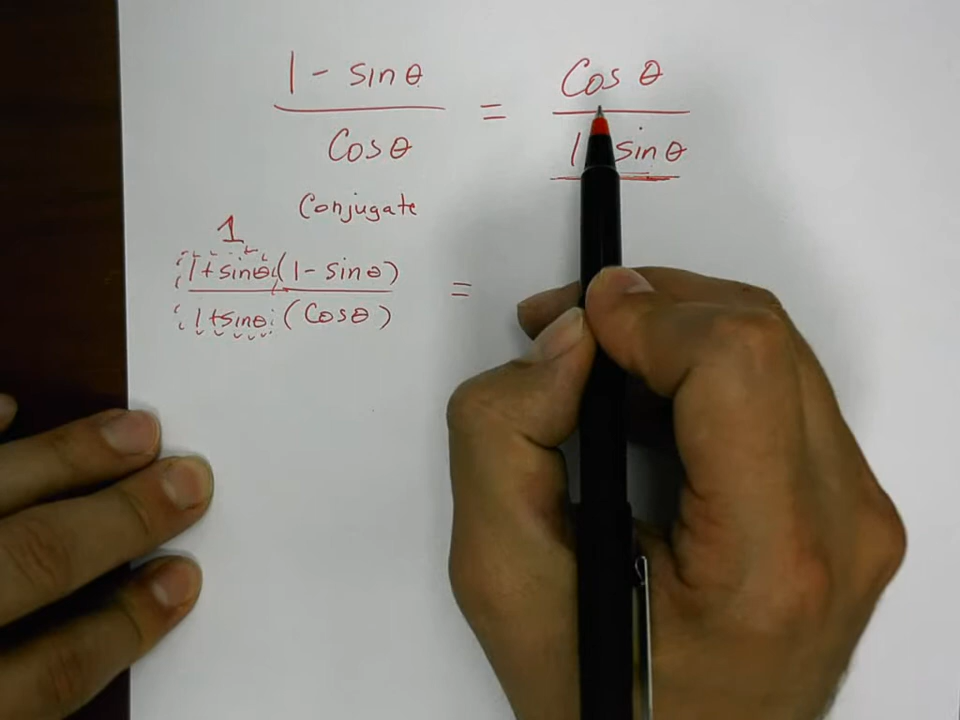 1 - sinθ = Cosθ
Cosθ 1 sinθ
Conjugate
1
1+sinθ (1 - sinθ) =
1+sinθ (Cosθ)